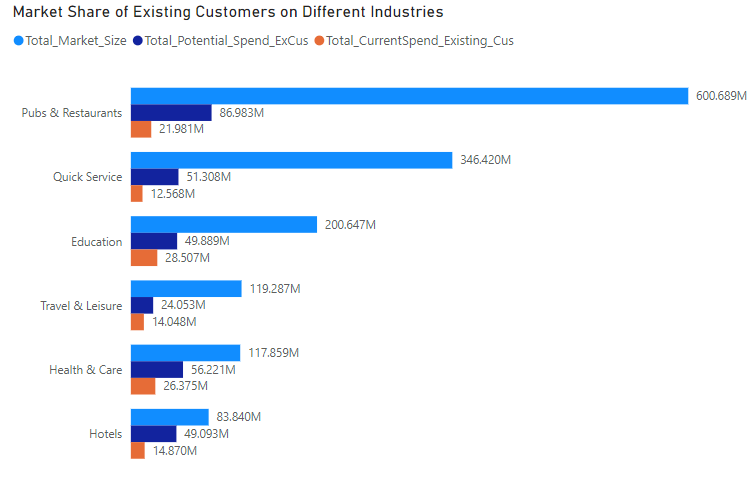 Market Share of Existing Customers on Different Industries
Total_Market_Size Total_Potential_Spend_ExCus Total_CurrentSpend_Existing_Cus
600.689M
Pubs & Restaurants 86.983M
21.981M
346.420M
Quick Service 51.308M
12.568M
200.647M
Education 49.889M
28.507M
119.287M
Travel & Leisure 24.053M
14.048M
117.859M
Health & Care 56.221M
26.375M
83.840M
Hotels 49.093M
14.870M